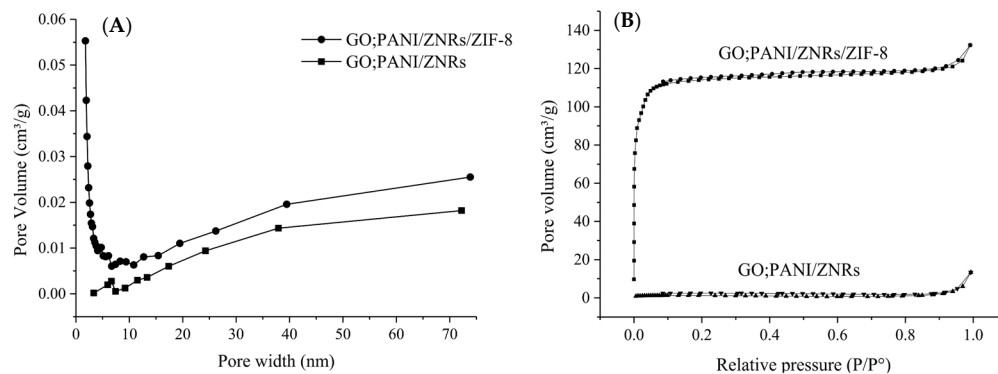 (A)
GO;PANI/ZNRs/ZIF-8
GO;PANI/ZNRs
Pore Volume (cm³/g)
0.06
0.05
0.04
0.03
0.02
0.01
0.00
0 10 20 30 40 50 60 70
Pore width (nm)
(B)
GO;PANI/ZNRs/ZIF-8
GO;PANI/ZNRs
Pore volume (cm³/g)
140
120
100
80
60
40
20
0
0.0 0.2 0.4 0.6 0.8 1.0
Relative pressure (P/P°)